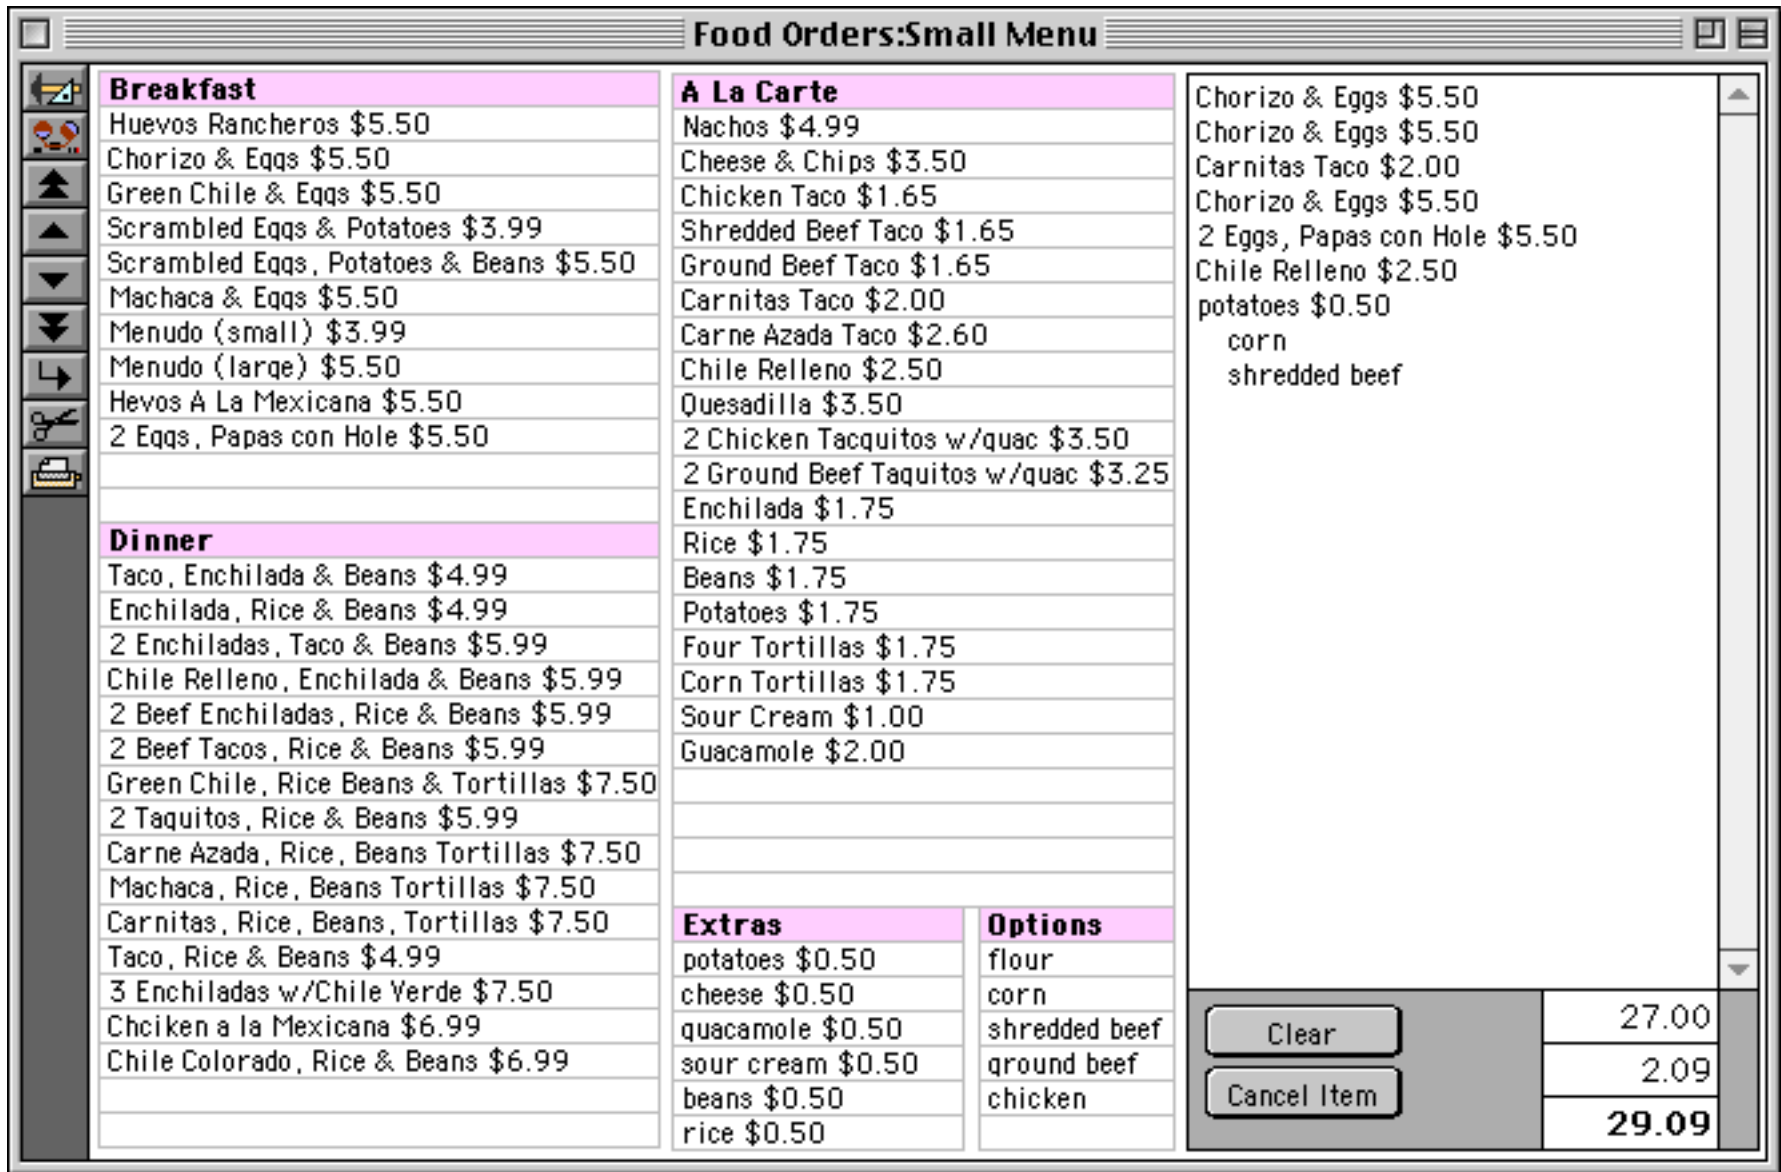 Food Orders:Small Menu
Breakfast
Huevos Rancheros $5.50
Chorizo & Eggs $5.50
Green Chile & Eggs $5.50
Scrambled Eggs & Potatoes $3.99
Scrambled Eggs, Potatoes & Beans $5.50
Machaca & Eggs $5.50
Menudo (small) $3.99
Menudo (large) $5.50
Hevos A La Mexicana $5.50
2 Eggs, Papas con Hole $5.50
Dinner
Taco, Enchilada & Beans $4.99
Enchilada, Rice & Beans $4.99
2 Enchiladas, Taco & Beans $5.99
Chile Relleno, Enchilada & Beans $5.99
2 Beef Enchiladas, Rice & Beans $5.99
2 Beef Tacos, Rice & Beans $5.99
Green Chile, Rice Beans & Tortillas $7.50
2 Taquitos, Rice & Beans $5.99
Carne Azada, Rice, Beans Tortillas $7.50
Machaca, Rice, Beans Tortillas $7.50
Carnitas, Rice, Beans, Tortillas $7.50
Taco, Rice & Beans $4.99
3 Enchiladas w/Chile Verde $7.50
Chciken a la Mexicana $6.99
Chile Colorado, Rice & Beans $6.99
A La Carte
Nachos $4.99
Cheese & Chips $3.50
Chicken Taco $1.65
Shredded Beef Taco $1.65
Ground Beef Taco $1.65
Carnitas Taco $2.00
Carne Azada Taco $2.60
Chile Relleno $2.50
Quesadilla $3.50
2 Chicken Tacquitos w/guac $3.50
2 Ground Beef Taquitos w/guac $3.25
Enchilada $1.75
Rice $1.75
Beans $1.75
Potatoes $1.75
Four Tortillas $1.75
Corn Tortillas $1.75
Sour Cream $1.00
Guacamole $2.00
Extras
potatoes $0.50
cheese $0.50
guacamole $0.50
sour cream $0.50
beans $0.50
rice $0.50
Options
flour
corn
shredded beef
ground beef
chicken
Chorizo & Eggs $5.50
Chorizo & Eggs $5.50
Carnitas Taco $2.00
Chorizo & Eggs $5.50
2 Eggs, Papas con Hole $5.50
Chile Relleno $2.50
potatoes $0.50
corn
shredded beef
Clear
Cancel Item
27.00
2.09
29.09